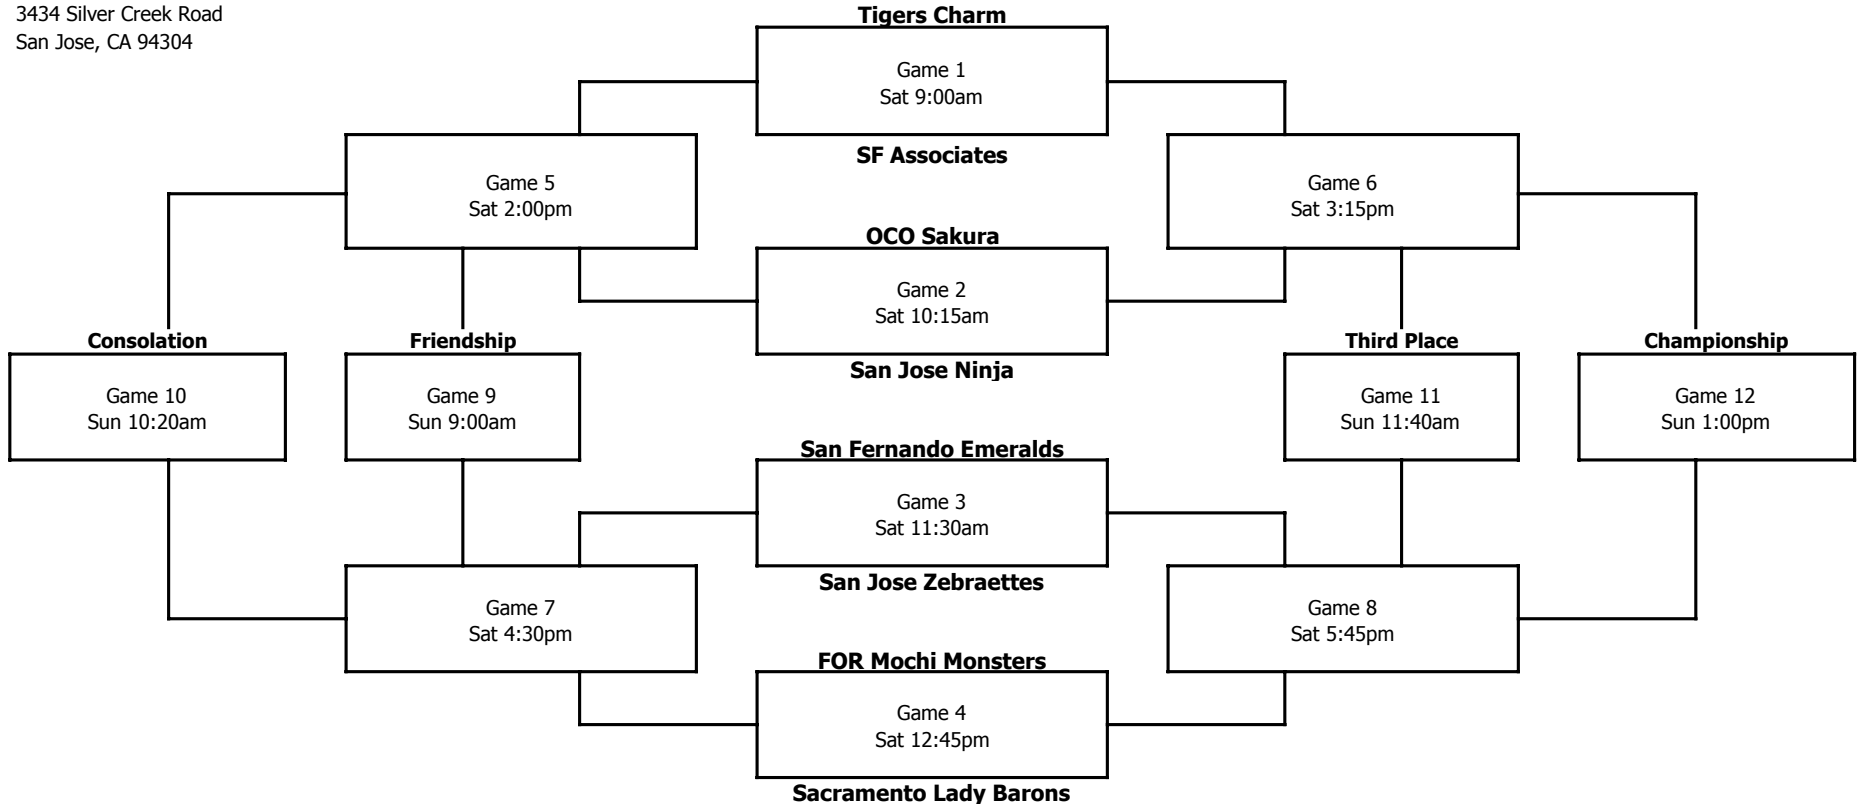 3434 Silver Creek Road
San Jose, CA 94304
Tigers Charm
Game 1
Sat 9:00am
SF Associates
Game 5
Sat 2:00pm
Game 6
Sat 3:15pm
OCO Sakura
Game 2
Sat 10:15am
San Jose Ninja
Consolation
Game 10
Sun 10:20am
Friendship
Game 9
Sun 9:00am
Third Place
Game 11
Sun 11:40am
Championship
Game 12
Sun 1:00pm
San Fernando Emeralds
Game 3
Sat 11:30am
San Jose Zebraettes
Game 7
Sat 4:30pm
Game 8
Sat 5:45pm
FOR Mochi Monsters
Game 4
Sat 12:45pm
Sacramento Lady Barons